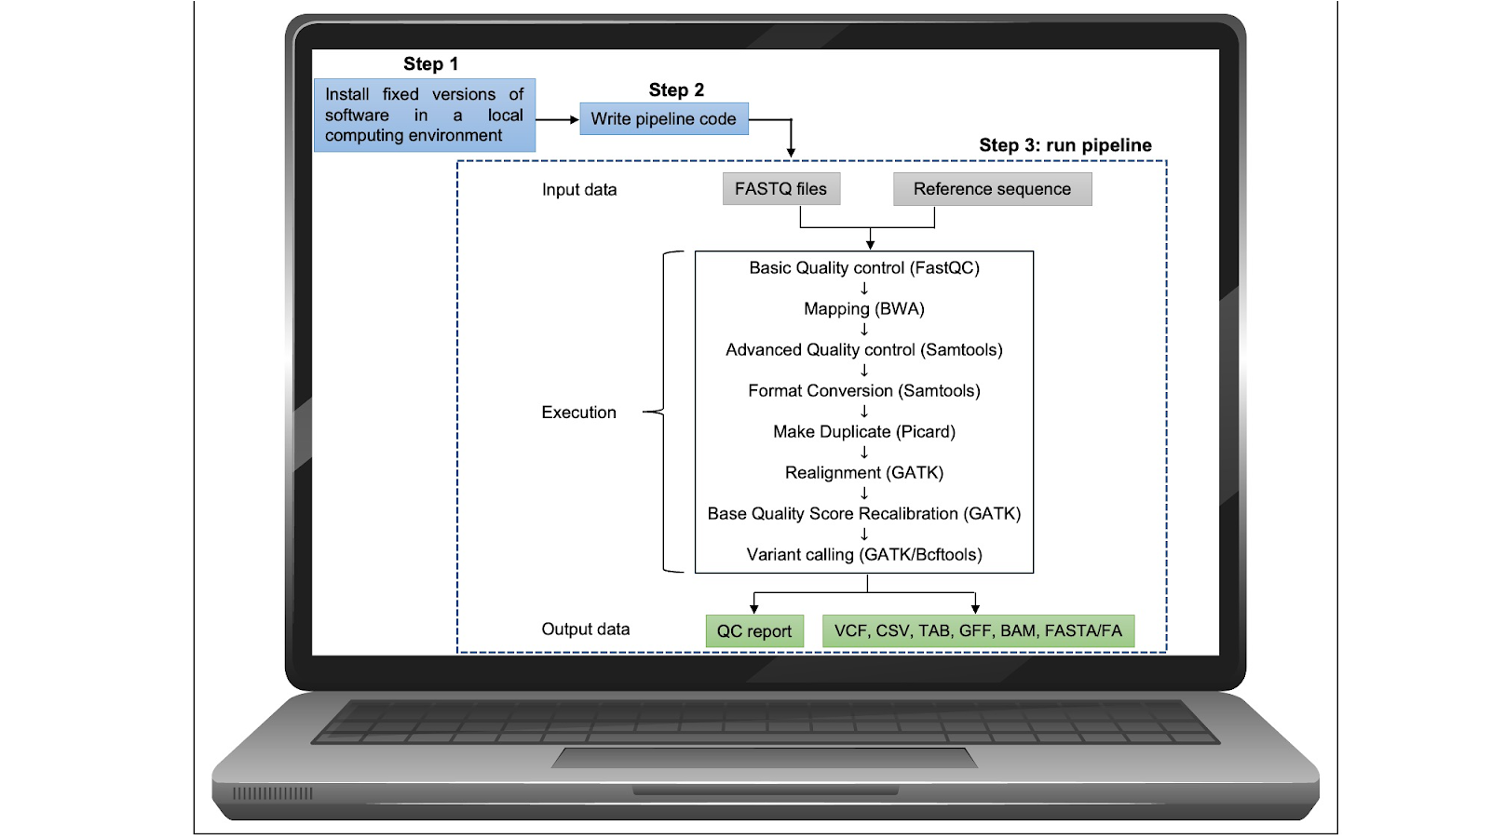 Step 1
Install fixed versions of
software in a local
computing environment
Step 2
Write pipeline code
Step 3: run pipeline
Input data
FASTQ files
Reference sequence
Execution
Basic Quality control (FastQC)
Mapping (BWA)
Advanced Quality control (Samtools)
Format Conversion (Samtools)
Make Duplicate (Picard)
Realignment (GATK)
Base Quality Score Recalibration (GATK)
Variant calling (GATK/Bcftools)
Output data
QC report
VCF, CSV, TAB, GFF, BAM, FASTA/FA